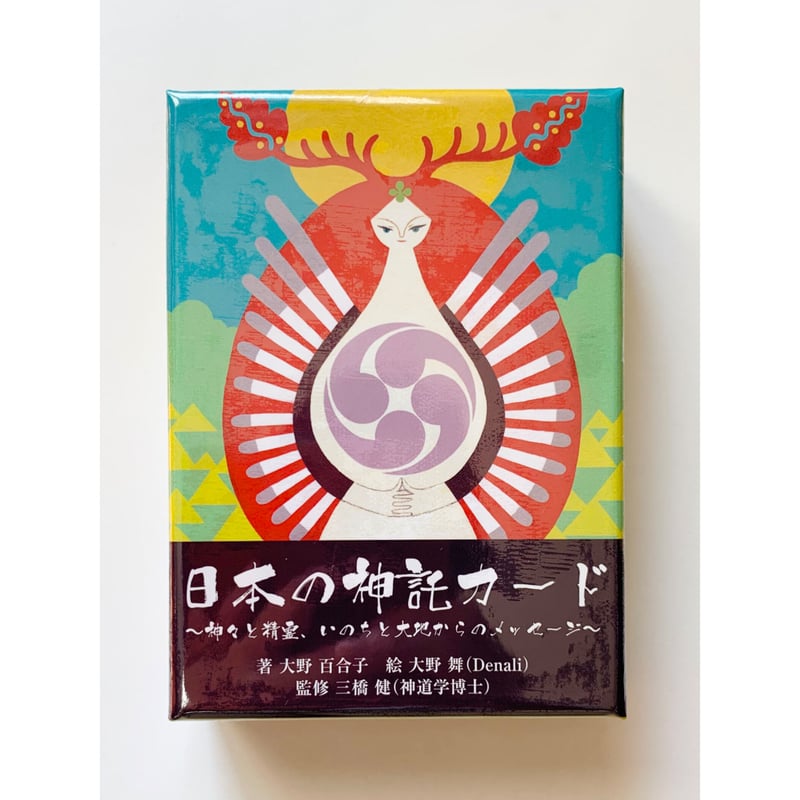 日本の神託カード
〜神々と精霊、いのちと大地からのメッセージ〜
著 大野 百合子 絵 大野 舞(Denali)
監修 三橋 健(神道学博士)